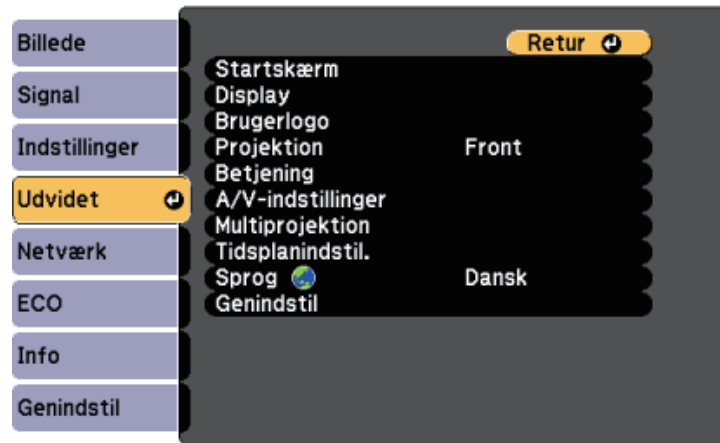 Billede
Signal
Indstillinger
Udvidet
Netværk
ECO
Info
Genindstil
Retur
Startskærm
Display
Brugerlogo
Projektion Front
Betjening
A/V-indstillinger
Multiprojektion
Tidsplanindstil.
Sprog Dansk
Genindstil